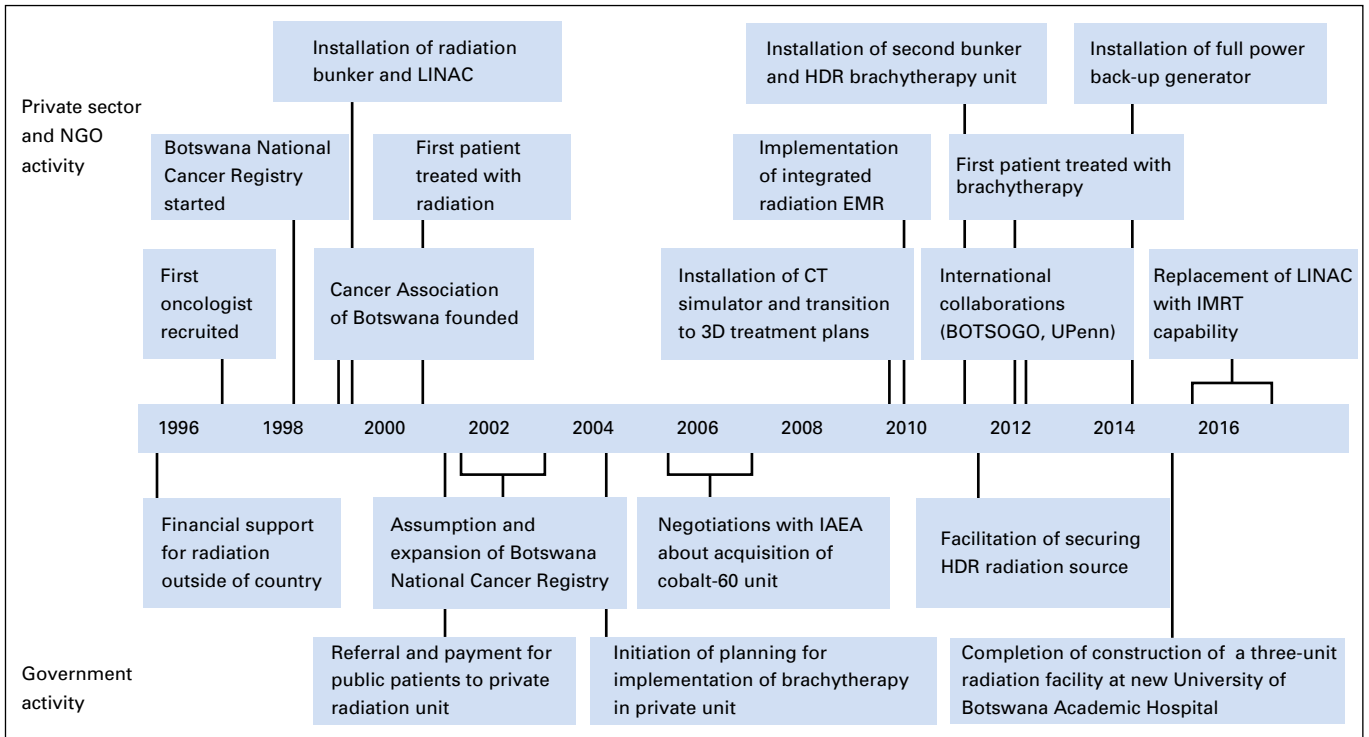 Installation of radiation
bunker and LINAC
Installation of second bunker
and HDR brachytherapy unit
Installation of full power
back-up generator
Private sector
and NGO
activity
Botswana National
Cancer Registry
started
First patient
treated with
radiation
Implementation
of integrated
radiation EMR
First patient treated with
brachytherapy
First
oncologist
recruited
Cancer Association
of Botswana founded
Installation of CT
simulator and transition
to 3D treatment plans
International
collaborations
(BOTSOGO, UPenn)
Replacement of LINAC
with IMRT
capability
1996 1998 2000 2002 2004 2006 2008 2010 2012 2014 2016
Financial support
for radiation
outside of country
Assumption and
expansion of Botswana
National Cancer Registry
Negotiations with IAEA
about acquisition of
cobalt-60 unit
Facilitation of securing
HDR radiation source
Government
activity
Referral and payment for
public patients to private
radiation unit
Initiation of planning for
implementation of brachytherapy
in private unit
Completion of construction of a three-unit
radiation facility at new University of
Botswana Academic Hospital